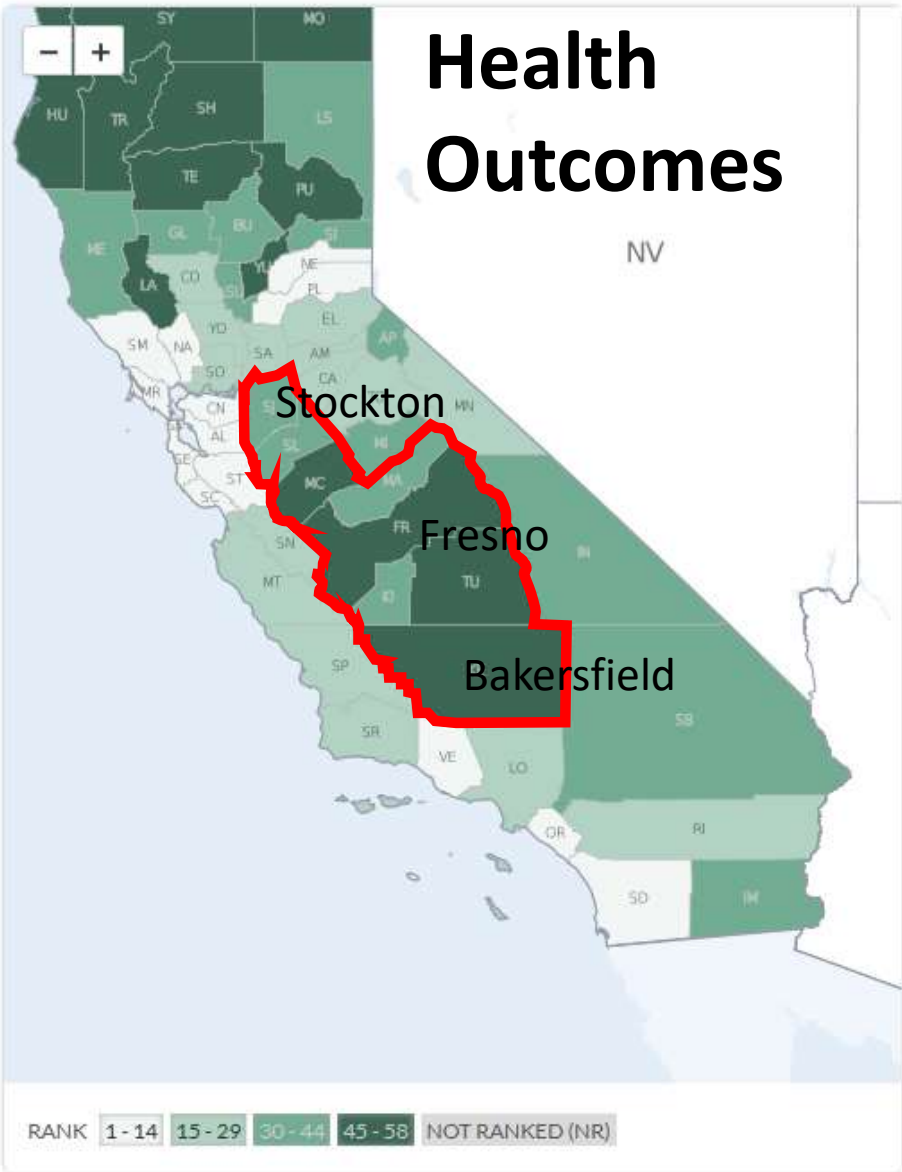 Health
Outcomes
− +
SY MO
HU TR SH LS
TE PU
ME GL BU SI
LA CO YU NE
SU PL
YO EL
SM NA SA AM AP
SO CA
MR CN SJ Stockton MN
AL SL
SE ST MC MA
SC
SN FR Fresno IN
MT TU
SP Bakersfield
SB
SR VE LO
OR RI
SD IM
NV
RANK 1 - 14 15 - 29 30 - 44 45 - 58 NOT RANKED (NR)